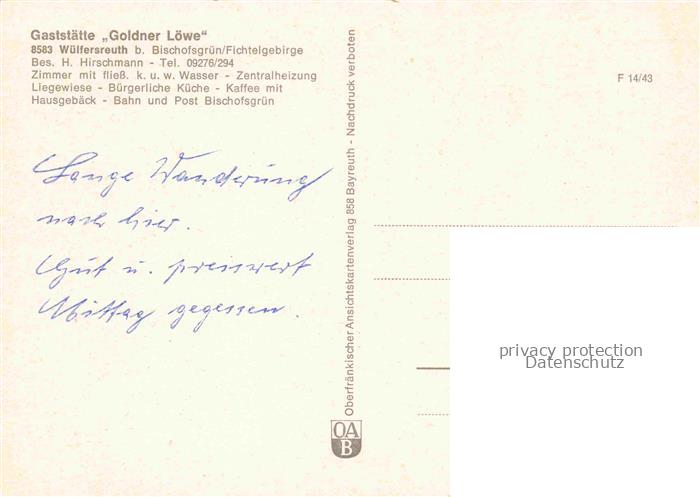 Gaststätte „Goldner Löwe"
8583 Wülfersreuth b. Bischofsgrün/Fichtelgebirge
Bes. H. Hirschmann - Tel. 09276/294
Zimmer mit fließ. k. u. w. Wasser - Zentralheizung
Liegewiese - Bürgerliche Küche - Kaffee mit
Hausgebäck - Bahn und Post Bischofsgrün
Lange Wanderung
nach hier.
Gut u. preiswert
Mittag gegessen.
Oberfränkischer Ansichtskartenverlag 858 Bayreuth - Nachdruck verboten
OA
B
F 14/43
privacy protection
Datenschutz